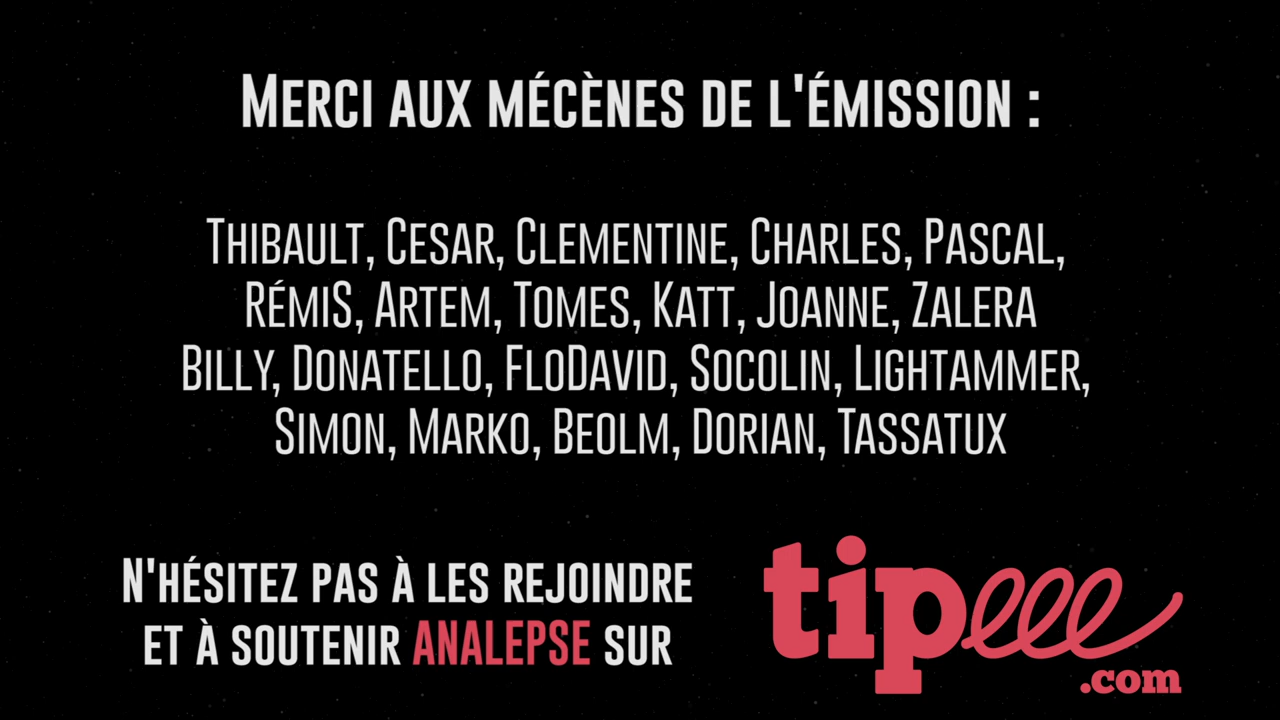 Merci aux mécènes de l'émission :
Thibault, Cesar, Clementine, Charles, Pascal,
RémiS, Artem, Tomes, Katt, Joanne, Zalera
Billy, Donatello, FloDavid, Socolin, Lightammer,
Simon, Marko, Beolm, Dorian, Tassatux
N'hésitez pas à les rejoindre
et à soutenir ANALEPSE sur
tipeee
.com